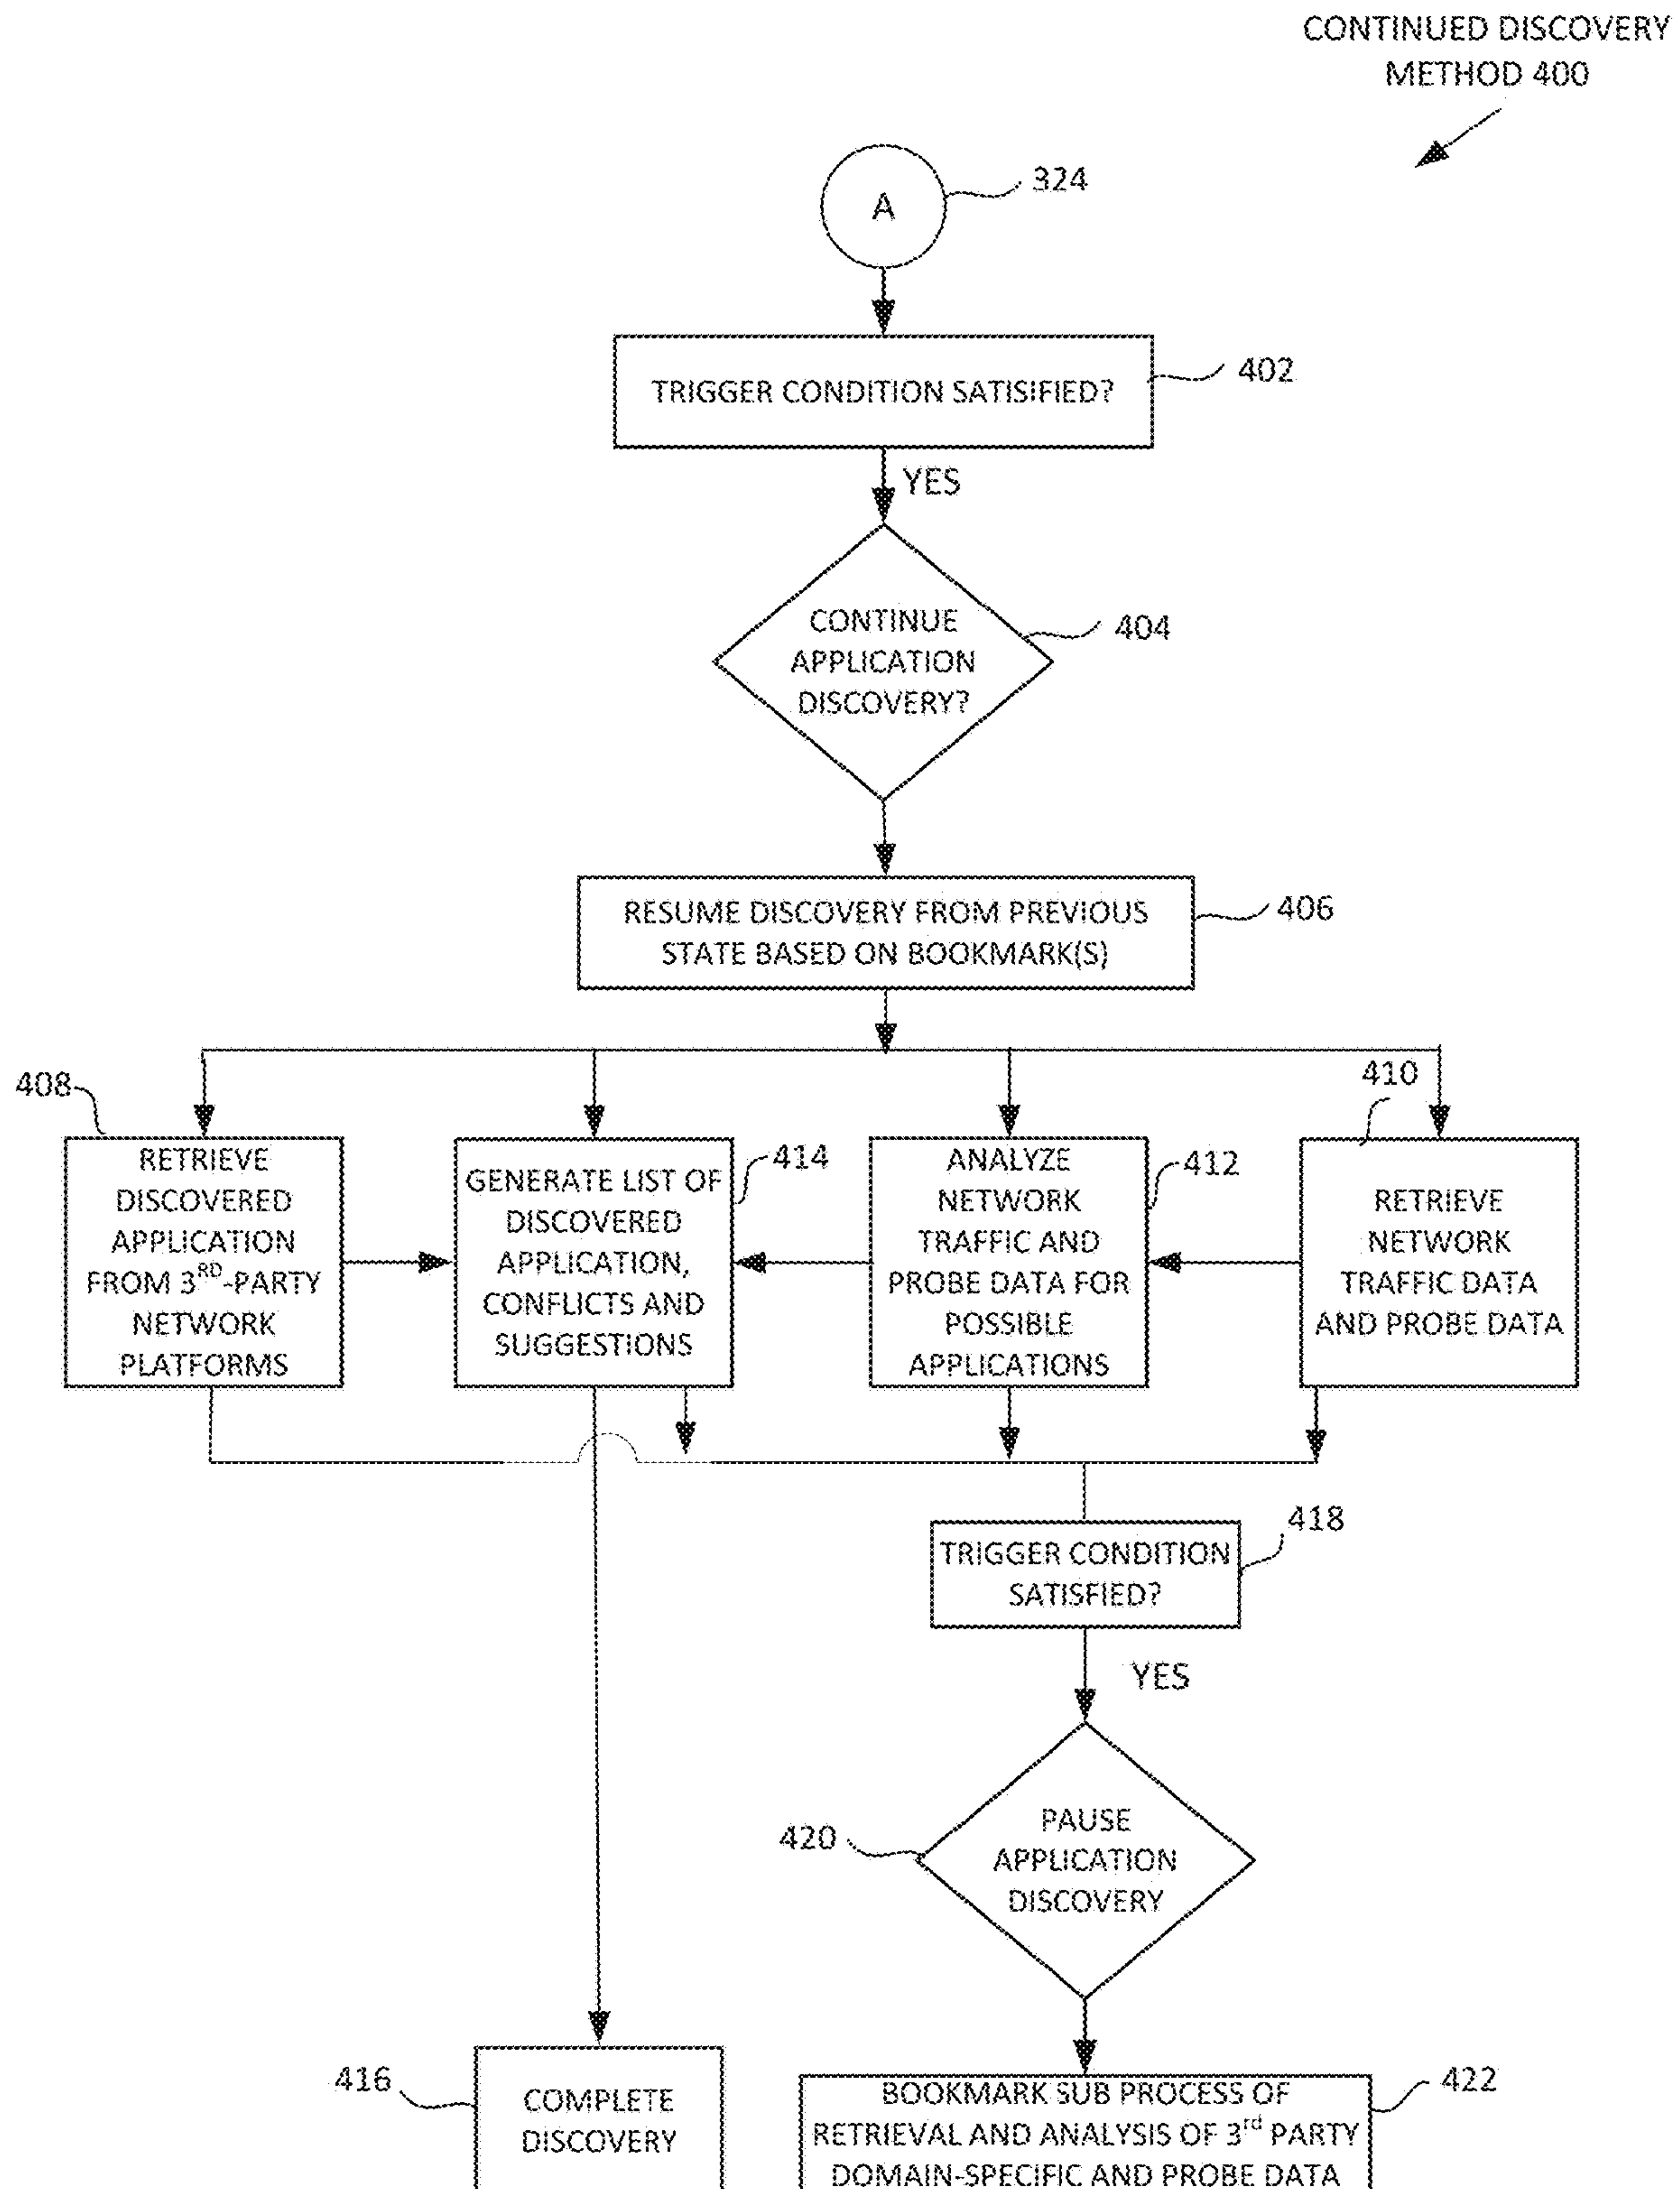 CONTINUED DISCOVERY
METHOD 400
A
324
TRIGGER CONDITION SATISIFIED?
402
YES
CONTINUE
APPLICATION
DISCOVERY?
404
RESUME DISCOVERY FROM PREVIOUS
STATE BASED ON BOOKMARK(S)
406
408
RETRIEVE
DISCOVERED
APPLICATION
FROM 3RD-PARTY
NETWORK
PLATFORMS
414
GENERATE LIST OF
DISCOVERED
APPLICATION,
CONFLICTS AND
SUGGESTIONS
412
ANALYZE
NETWORK
TRAFFIC AND
PROBE DATA FOR
POSSIBLE
APPLICATIONS
410
RETRIEVE
NETWORK
TRAFFIC DATA
AND PROBE DATA
418
TRIGGER CONDITION
SATISFIED?
YES
420
PAUSE
APPLICATION
DISCOVERY
416
COMPLETE
DISCOVERY
422
BOOKMARK SUB PROCESS OF
RETRIEVAL AND ANALYSIS OF 3rd PARTY
DOMAIN-SPECIFIC AND PROBE DATA